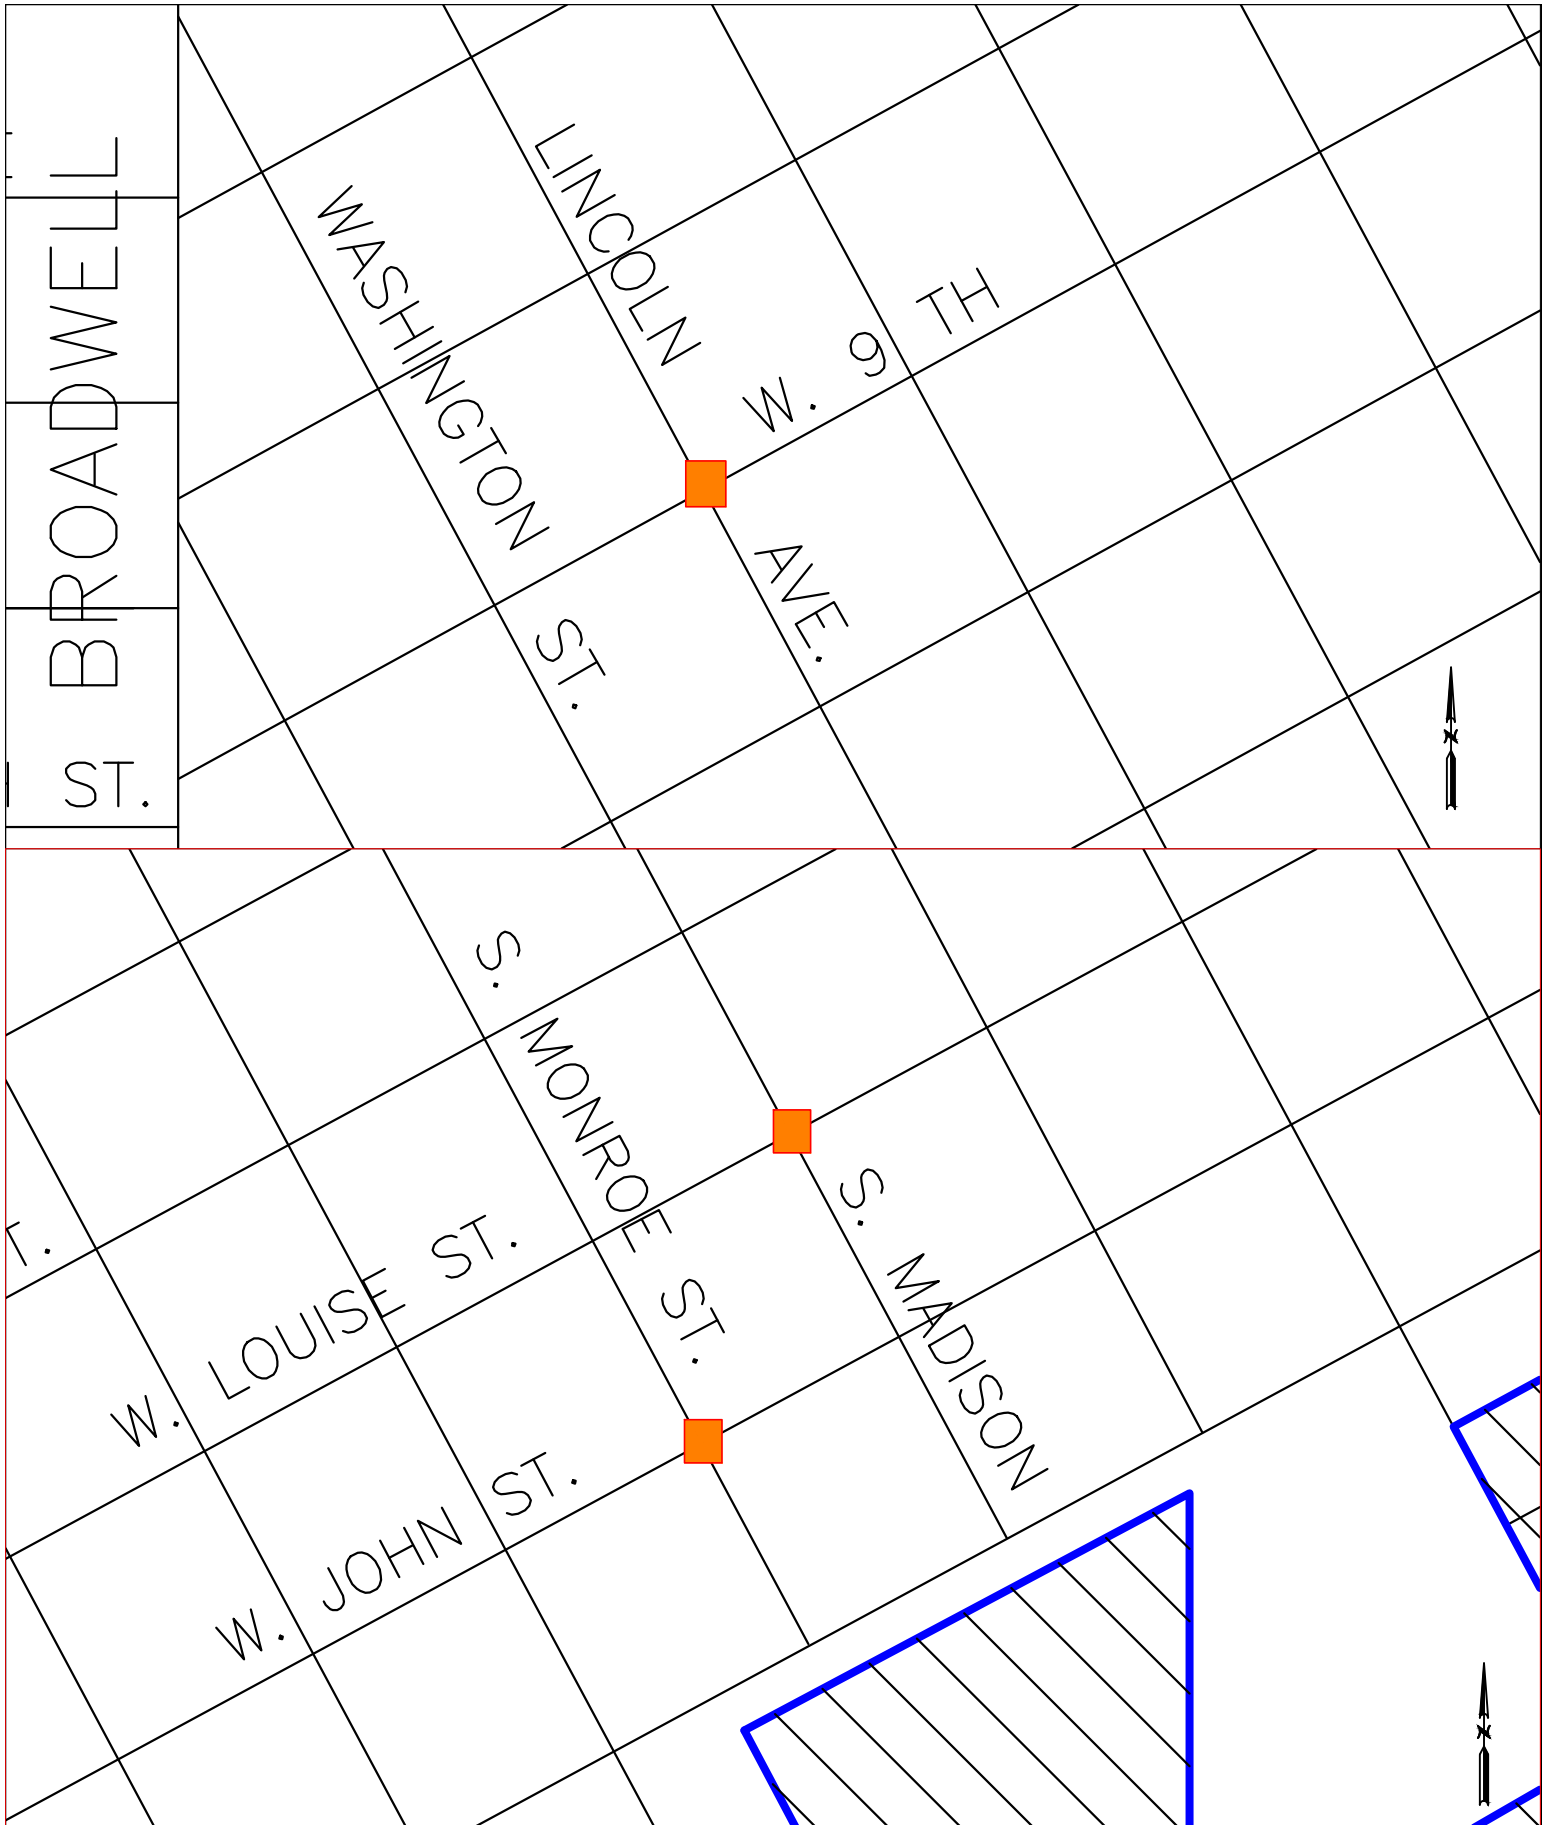 BROADWELL
ST.
WASHINGTON ST.
LINCOLN AVE.
W. 9 TH
N
S. MONROE ST.
S. MADISON
T.
W. LOUISE ST.
W. JOHN ST.
N